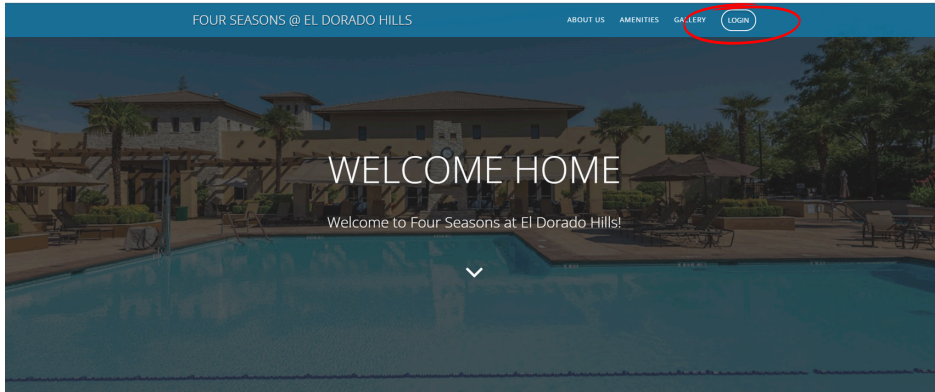 FOUR SEASONS @ EL DORADO HILLS
ABOUT US AMENITIES GALLERY LOGIN
WELCOME HOME
Welcome to Four Seasons at El Dorado Hills!